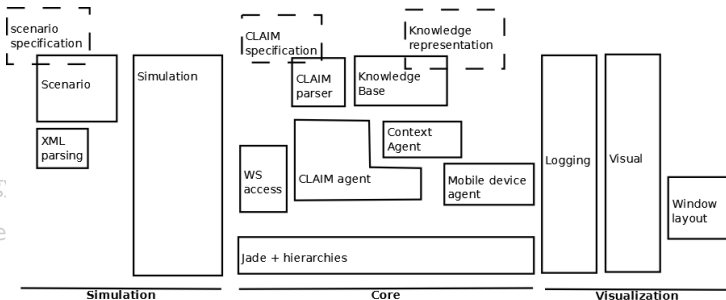 scenario
specification)
Scenario
XML
parsing
Simulation
CLAIM
specification)
CLAIM
parser
Knowledge
representation)
Knowledge
Base
Context
Agent
WS
access
CLAIM agent
Mobile device
agent
Jade + hierarchies
Logging
Visual
Window
layout
Simulation
Core
Visualization